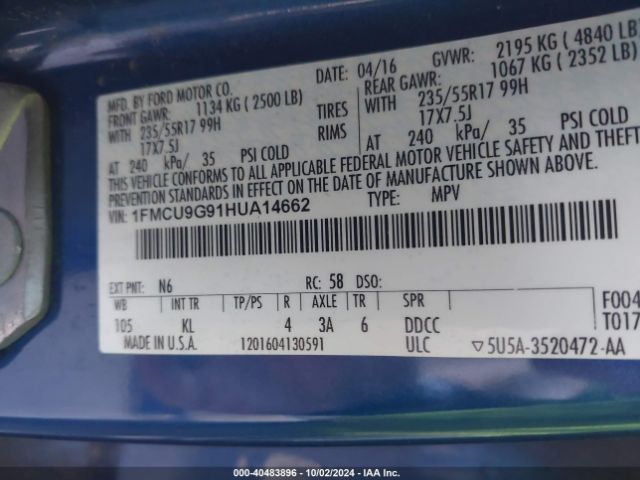 MFD. BY FORD MOTOR CO. DATE: 04/16 GVWR: 2195 KG ( 4840 LB)
FRONT GAWR: 1134 KG ( 2500 LB) REAR GAWR: 1067 KG ( 2352 LB)
WITH 235/55R17 99H TIRES WITH 235/55R17 99H
17X7.5J RIMS 17X7.5J
AT 240 kPa/ 35 PSI COLD AT 240 kPa/ 35 PSI COLD
THIS VEHICLE CONFORMS TO ALL APPLICABLE FEDERAL MOTOR VEHICLE SAFETY AND THEFT
PREVENTION STANDARDS IN EFFECT ON THE DATE OF MANUFACTURE SHOWN ABOVE.
VIN: 1FMCU9G91HUA14662 TYPE: MPV
EXT PNT: N6 RC: 58 DSO:
WB INT TR TP/PS R AXLE TR SPR F004
105 KL 4 3A 6 DDCC T017
MADE IN U.S.A. 1201604130591 ULC ▽5U5A-3520472-AA
000-40483896 - 10/02/2024 - IAA Inc.